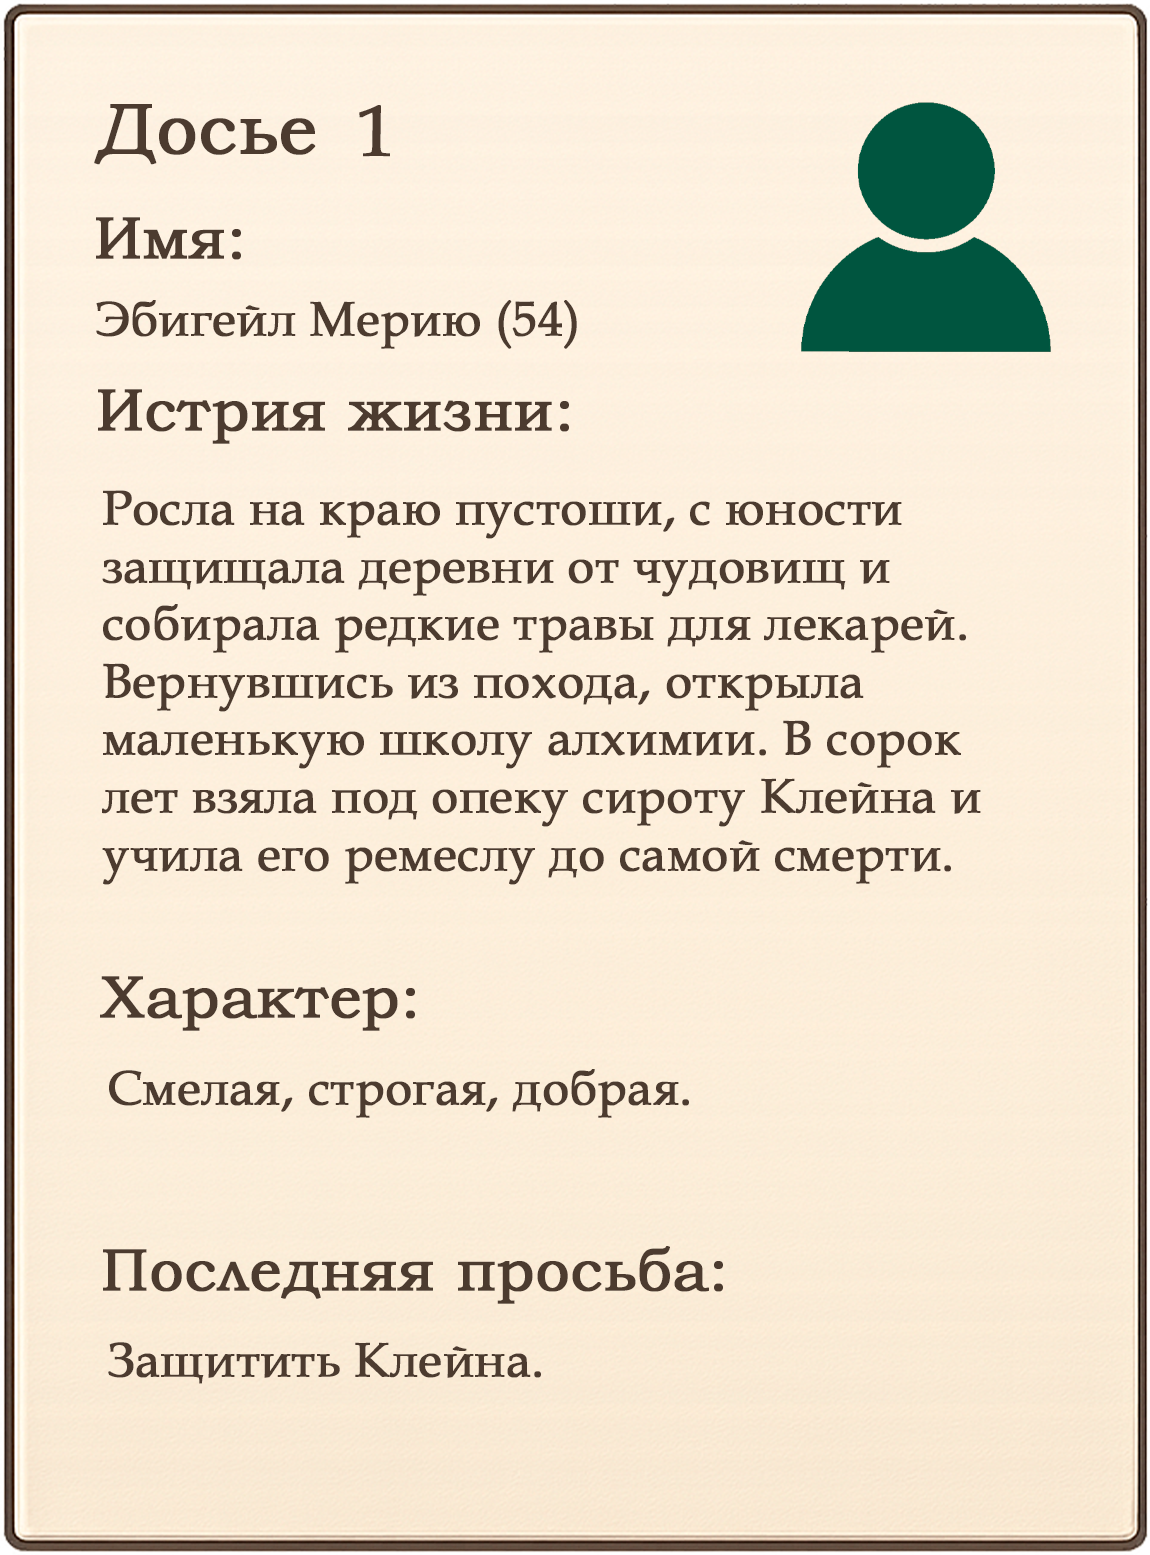 Досье 1
Имя:
Эбигейл Мерию (54)
Истрия жизни:
Росла на краю пустоши, с юности
защищала деревни от чудовищ и
собирала редкие травы для лекарей.
Вернувшись из похода, открыла
маленькую школу алхимии. В сорок
лет взяла под опеку сироту Клейна и
учила его ремеслу до самой смерти.
Характер:
Смелая, строгая, добрая.
Последняя просьба:
Защитить Клейна.